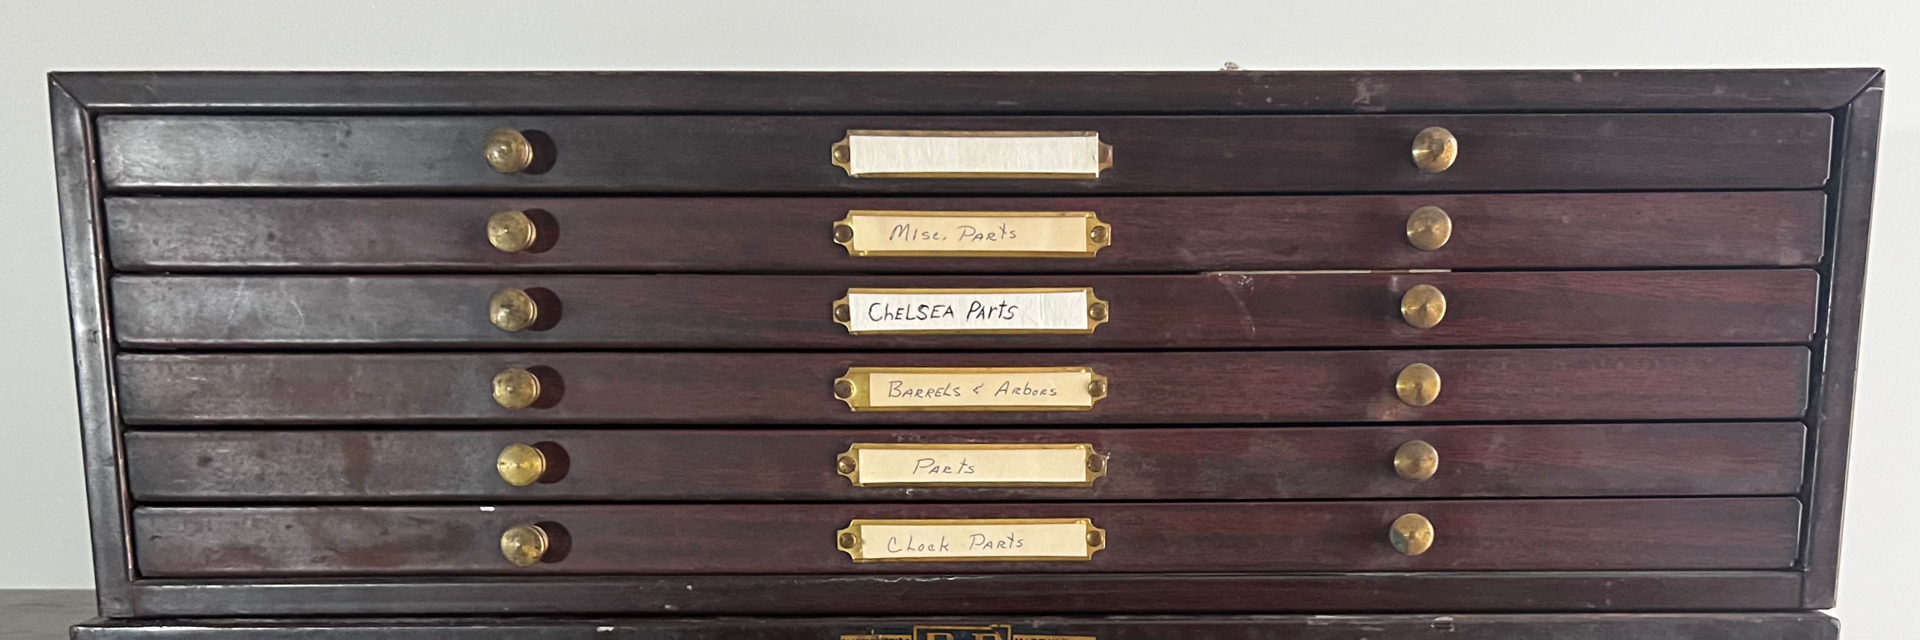 Misc. Parts
ChELSEA Parts
BARRELS & ARboRS
PARts
CLock PARts